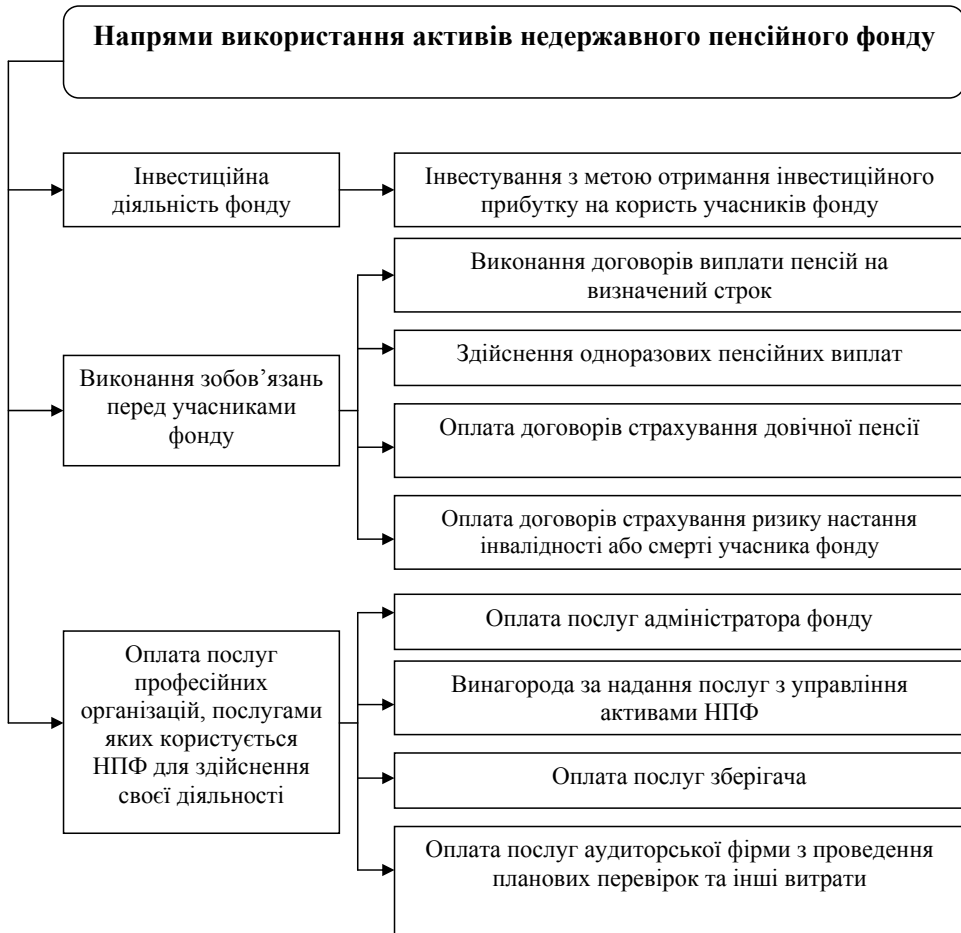 Напрями використання активів недержавного пенсійного фонду
Інвестиційна
діяльність фонду
Інвестування з метою отримання інвестиційного
прибутку на користь учасників фонду
Виконання зобов’язань
перед учасниками
фонду
Виконання договорів виплати пенсій на
визначений строк
Здійснення одноразових пенсійних виплат
Оплата договорів страхування довічної пенсії
Оплата договорів страхування ризику настання
інвалідності або смерті учасника фонду
Оплата послуг
професійних
організацій, послугами
яких користується
НПФ для здійснення
своєї діяльності
Оплата послуг адміністратора фонду
Винагорода за надання послуг з управління
активами НПФ
Оплата послуг зберігача
Оплата послуг аудиторської фірми з проведення
планових перевірок та інші витрати